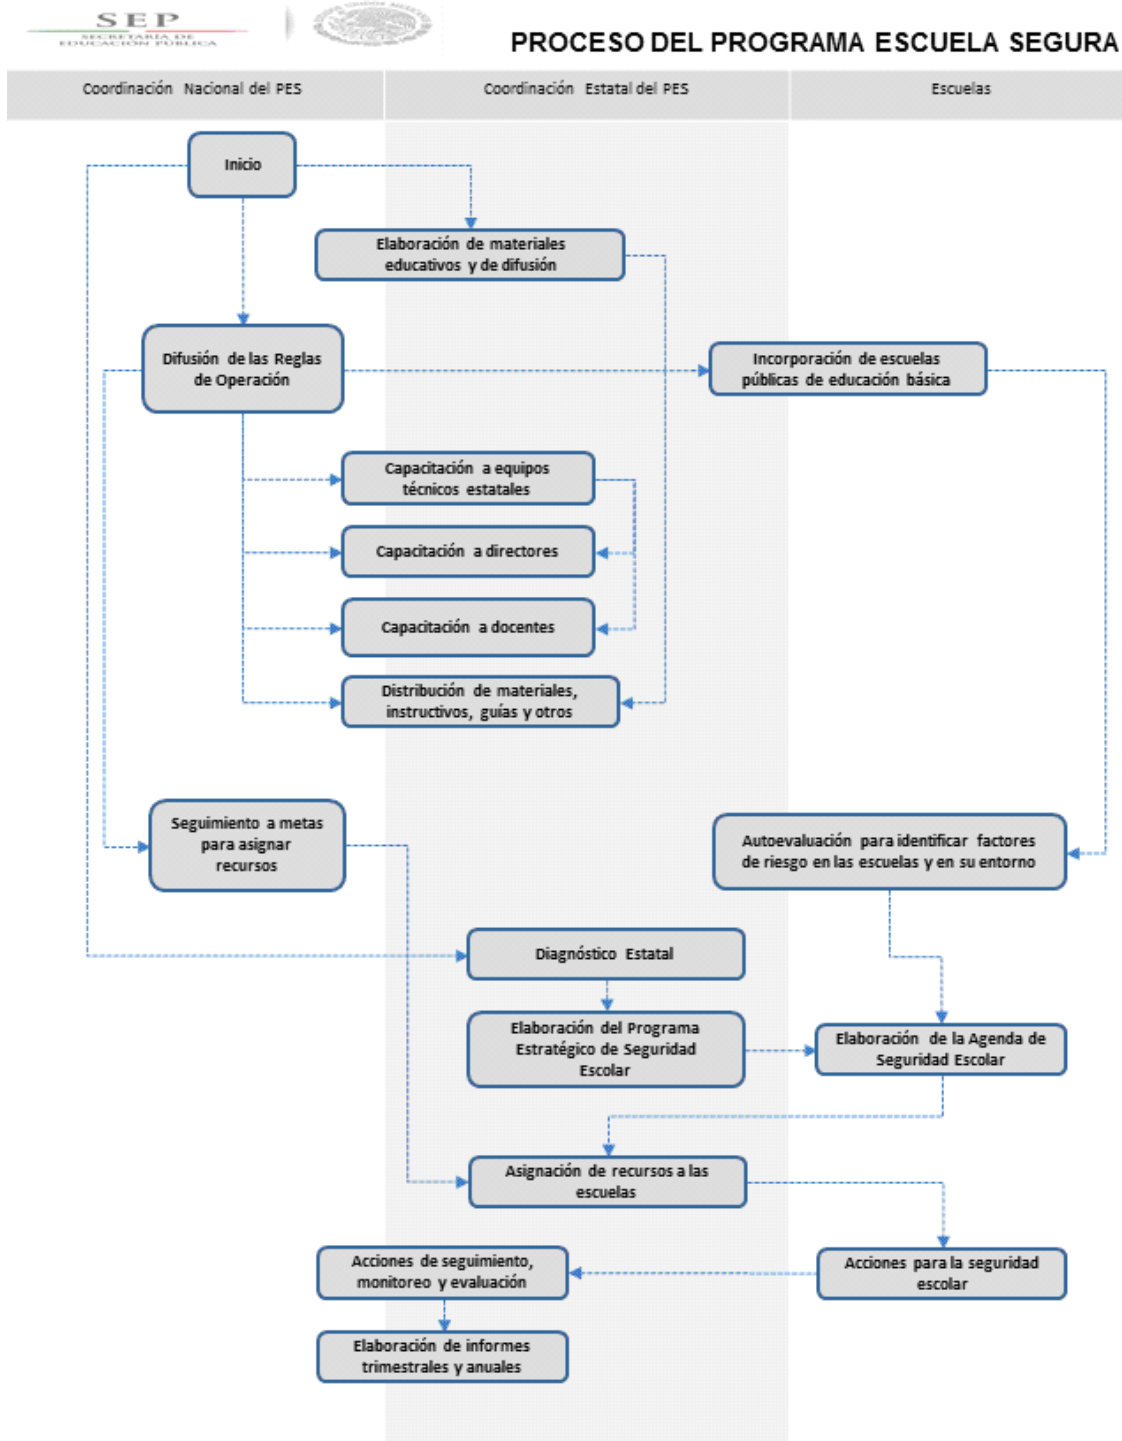 SEP
SECRETARÍA DE
EDUCACIÓN PÚBLICA
PROCESO DEL PROGRAMA ESCUELA SEGURA
Coordinación Nacional del PES
Coordinación Estatal del PES
Escuelas
Inicio
Elaboración de materiales
educativos y de difusión
Difusión de las Reglas
de Operación
Incorporación de escuelas
públicas de educación básica
Capacitación a equipos
técnicos estatales
Capacitación a directores
Capacitación a docentes
Distribución de materiales,
instructivos, guías y otros
Seguimiento a metas
para asignar
recursos
Autoevaluación para identificar factores
de riesgo en las escuelas y en su entorno
Diagnóstico Estatal
Elaboración del Programa
Estratégico de Seguridad
Escolar
Elaboración de la Agenda de
Seguridad Escolar
Asignación de recursos a las
escuelas
Acciones de seguimiento,
monitoreo y evaluación
Acciones para la seguridad
escolar
Elaboración de informes
trimestrales y anuales